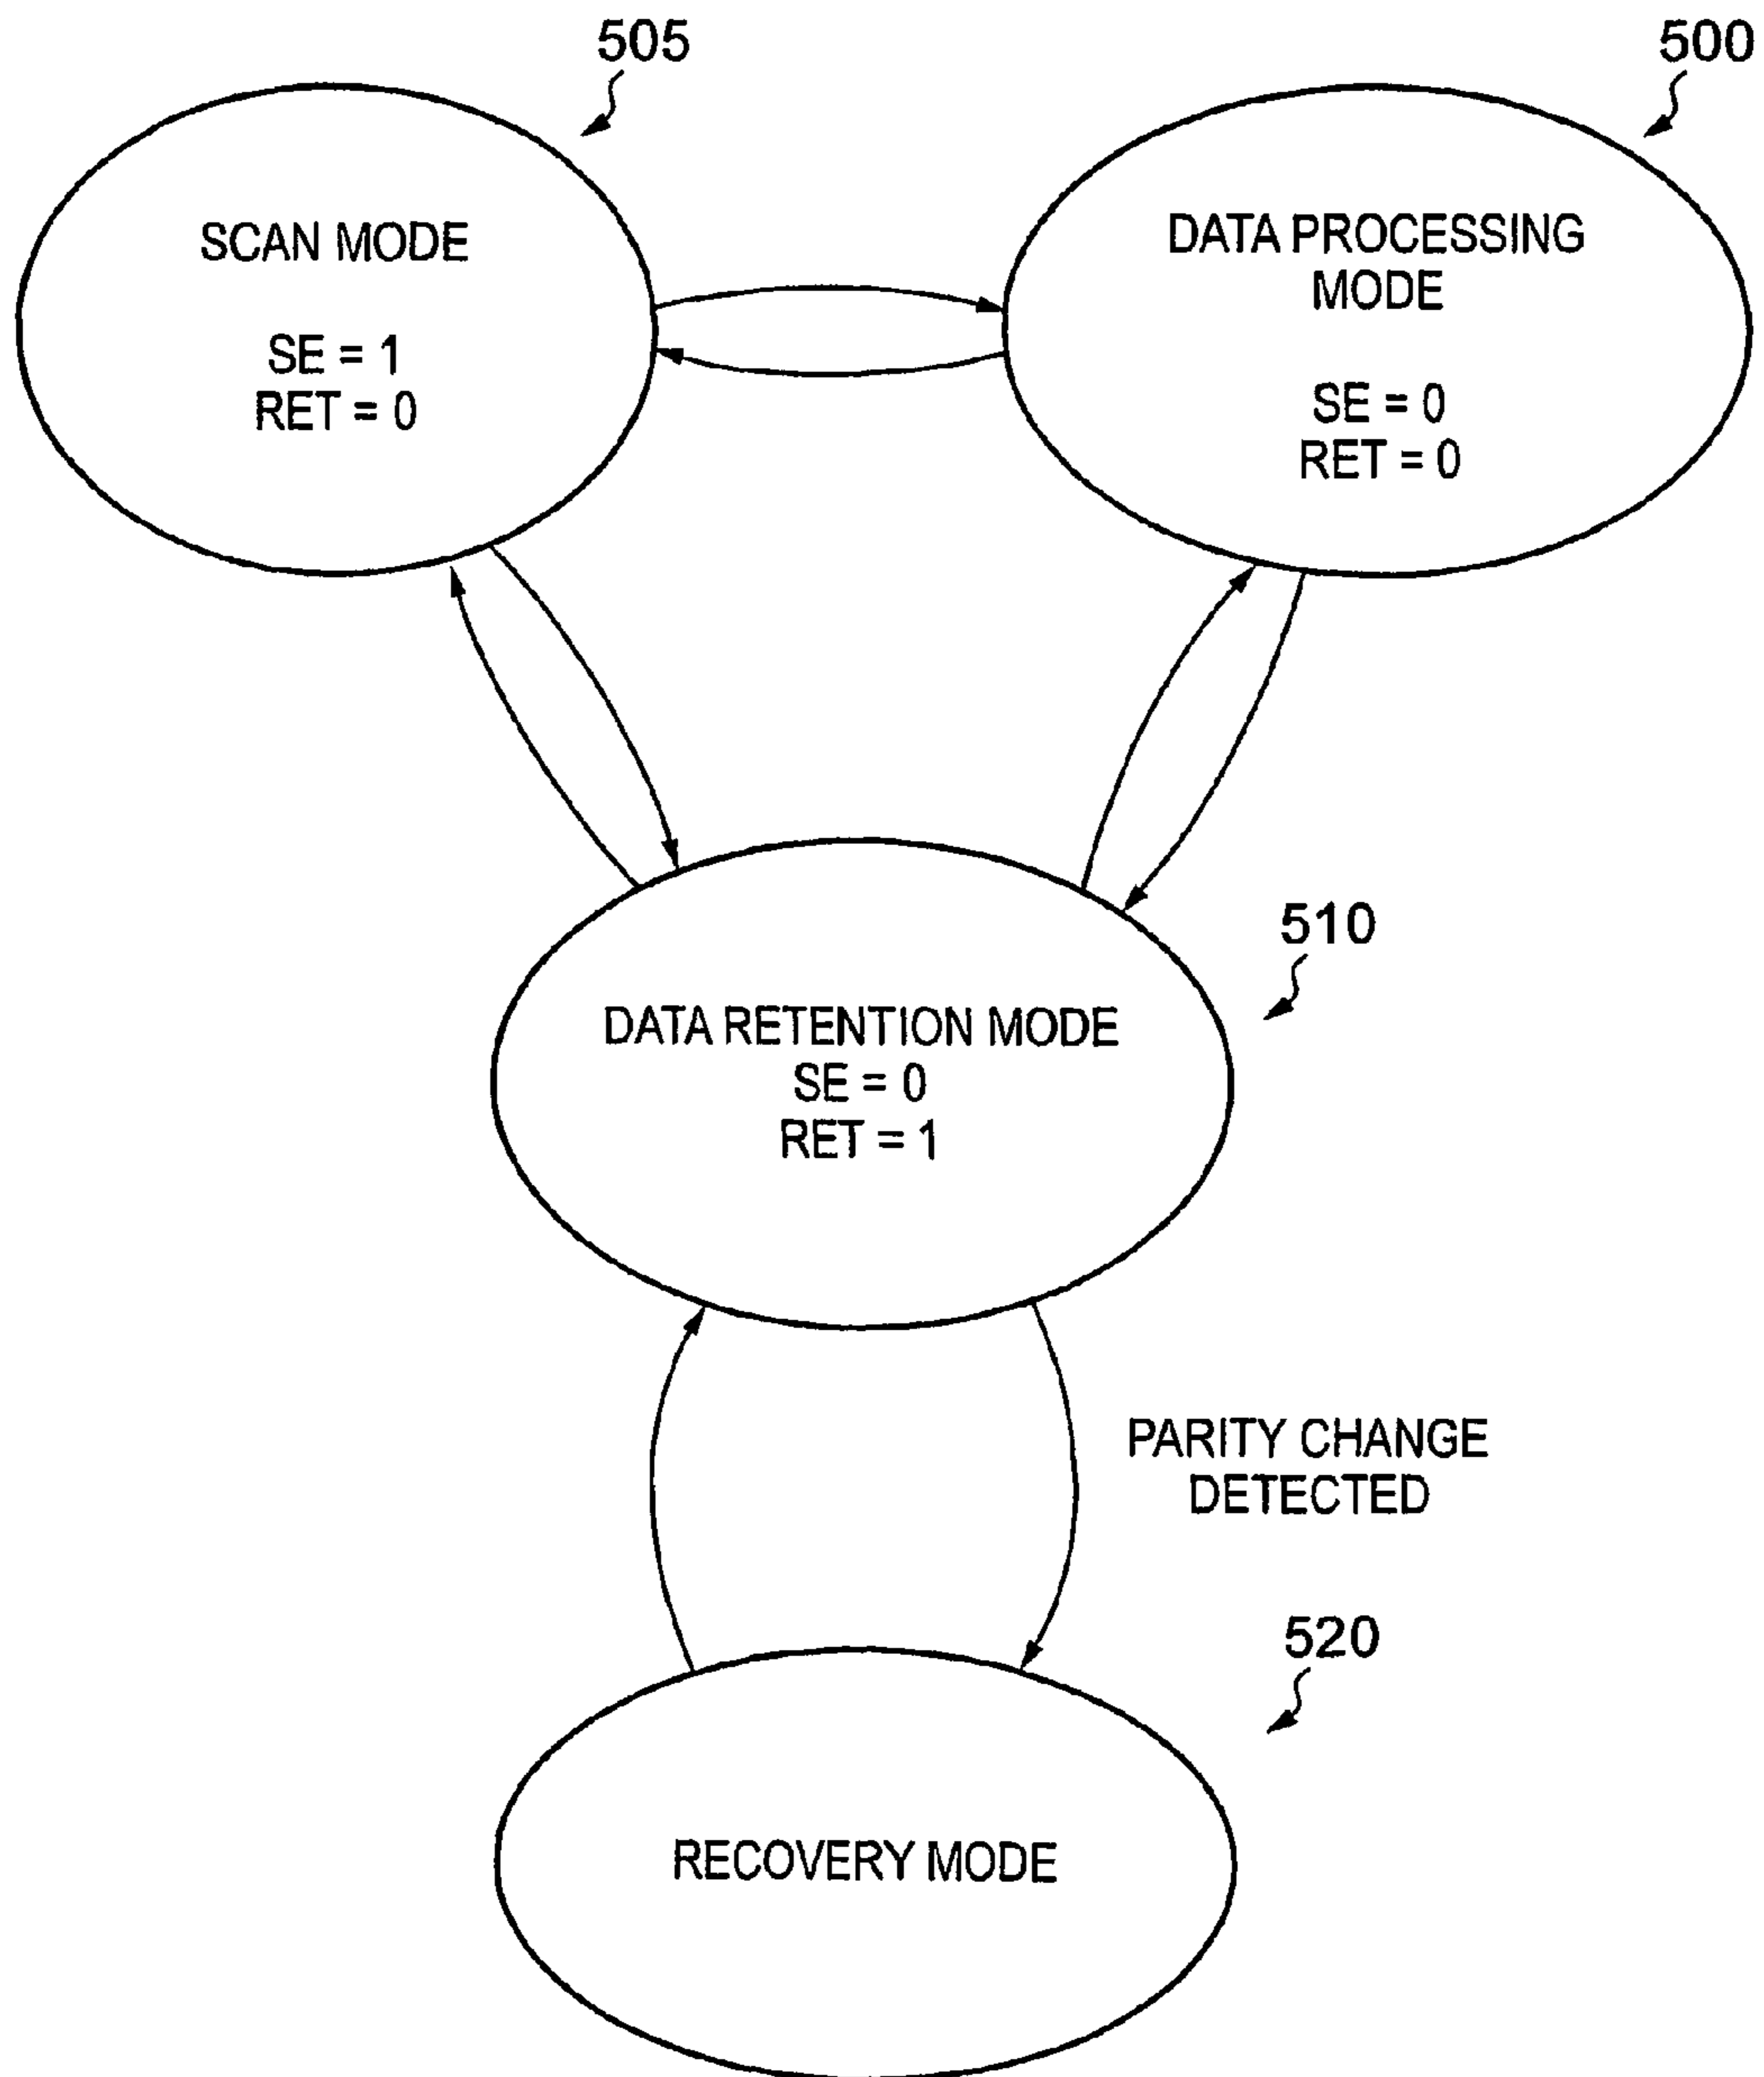 505
500
SCAN MODE
SE = 1
RET = 0
DATA PROCESSING
MODE
SE = 0
RET = 0
510
DATA RETENTION MODE
SE = 0
RET = 1
PARITY CHANGE
DETECTED
520
RECOVERY MODE